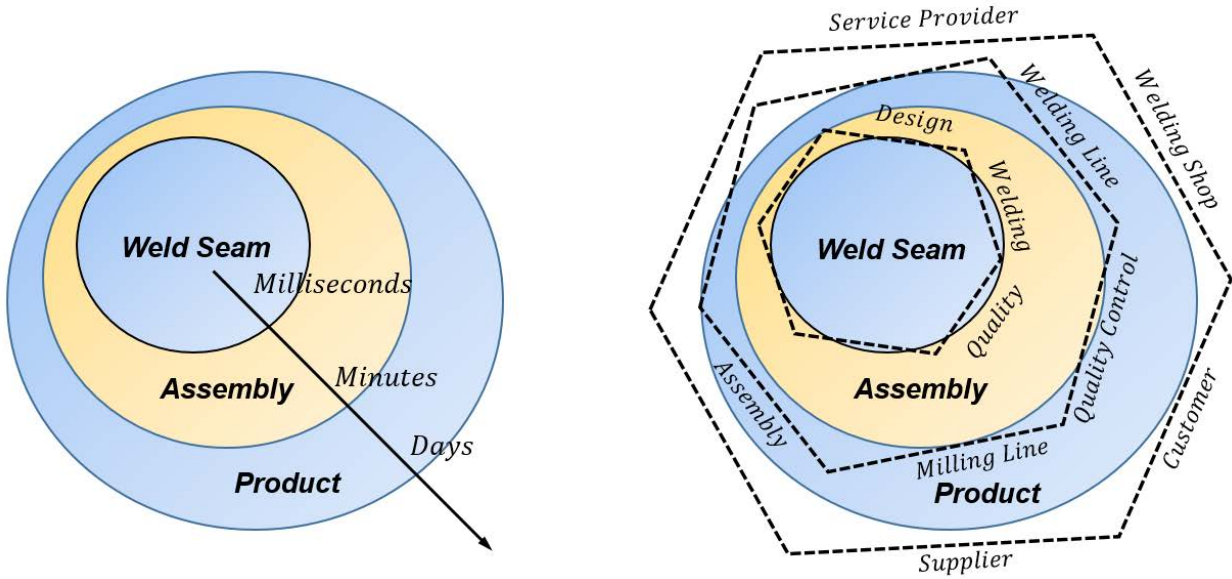 Weld Seam
Milliseconds
Minutes
Assembly
Days
Product
Service Provider
Welding Shop
Welding Line
Design
Welding
Weld Seam
Quality
Quality Control
Assembly
Assembly
Customer
Milling Line
Product
Supplier